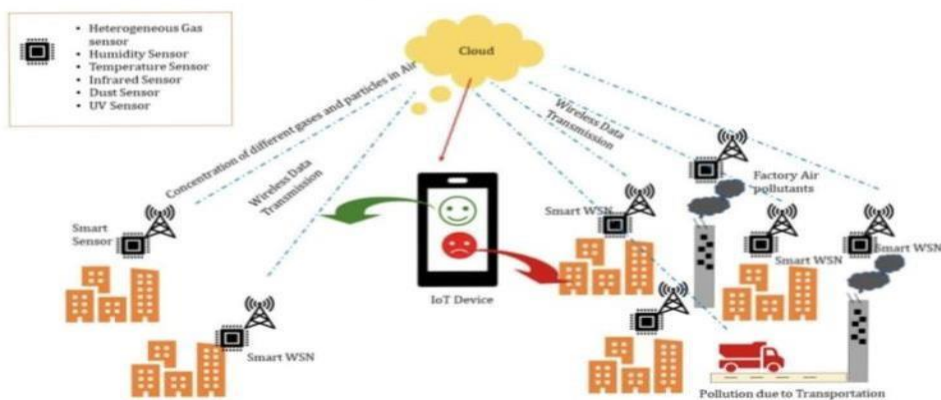 • Heterogeneous Gas
sensor
• Humidity Sensor
• Temperature Sensor
• Infrared Sensor
• Dust Sensor
• UV Sensor
Cloud
Concentration of different gases and particles in Air
Wireless Data
Transmission
Wireless Data
Transmission
Factory Air
pollutants
Smart
Sensor
Smart WSN
Smart WSN
Smart WSN
IoT Device
Smart WSN
Pollution due to Transportation